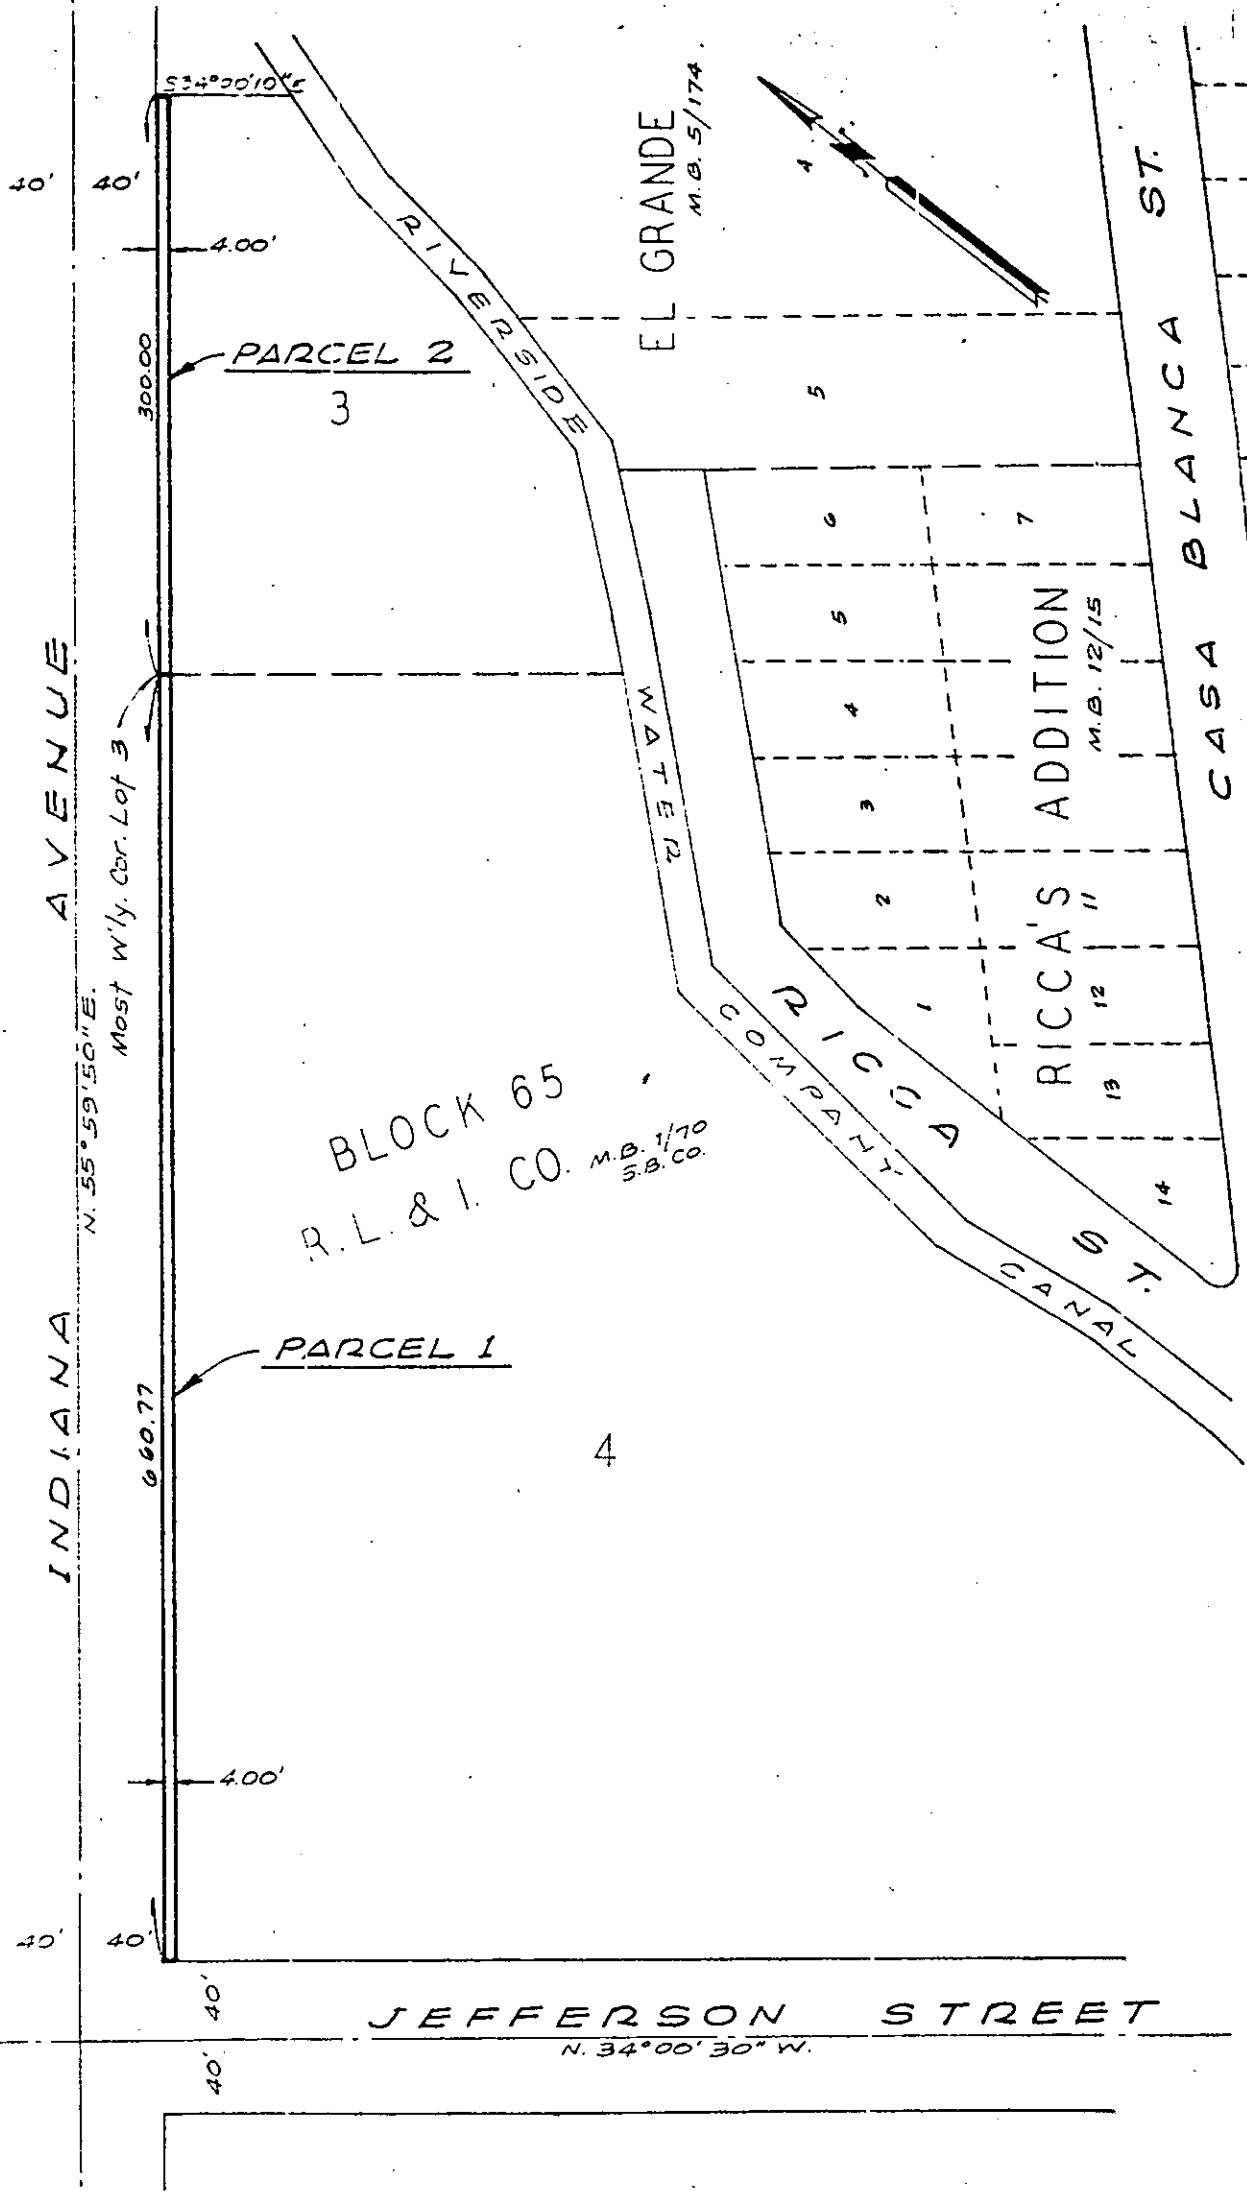 S34°00'10"E
40'
40'
4.00'
300.00
PARCEL 2
3
RIVERSIDE
WATER
COMPANY
CANAL
EL GRANDE
M.B. 5/174.
4
5
CASA BLANCA ST.
6
7
5
4
3
2
1
11
12
13
14
RICCA'S ADDITION
M.B. 12/15
RICCA ST.
INDIANA AVENUE
N. 55°59'50"E.
Most W'ly. Cor. Lot 3
BLOCK 65
R.L. & I. CO. M.B. 1/70
S.B. CO.
PARCEL 1
660.77
4
4.00'
40'
40'
40'
40'
JEFFERSON STREET
N. 34°00'30" W.